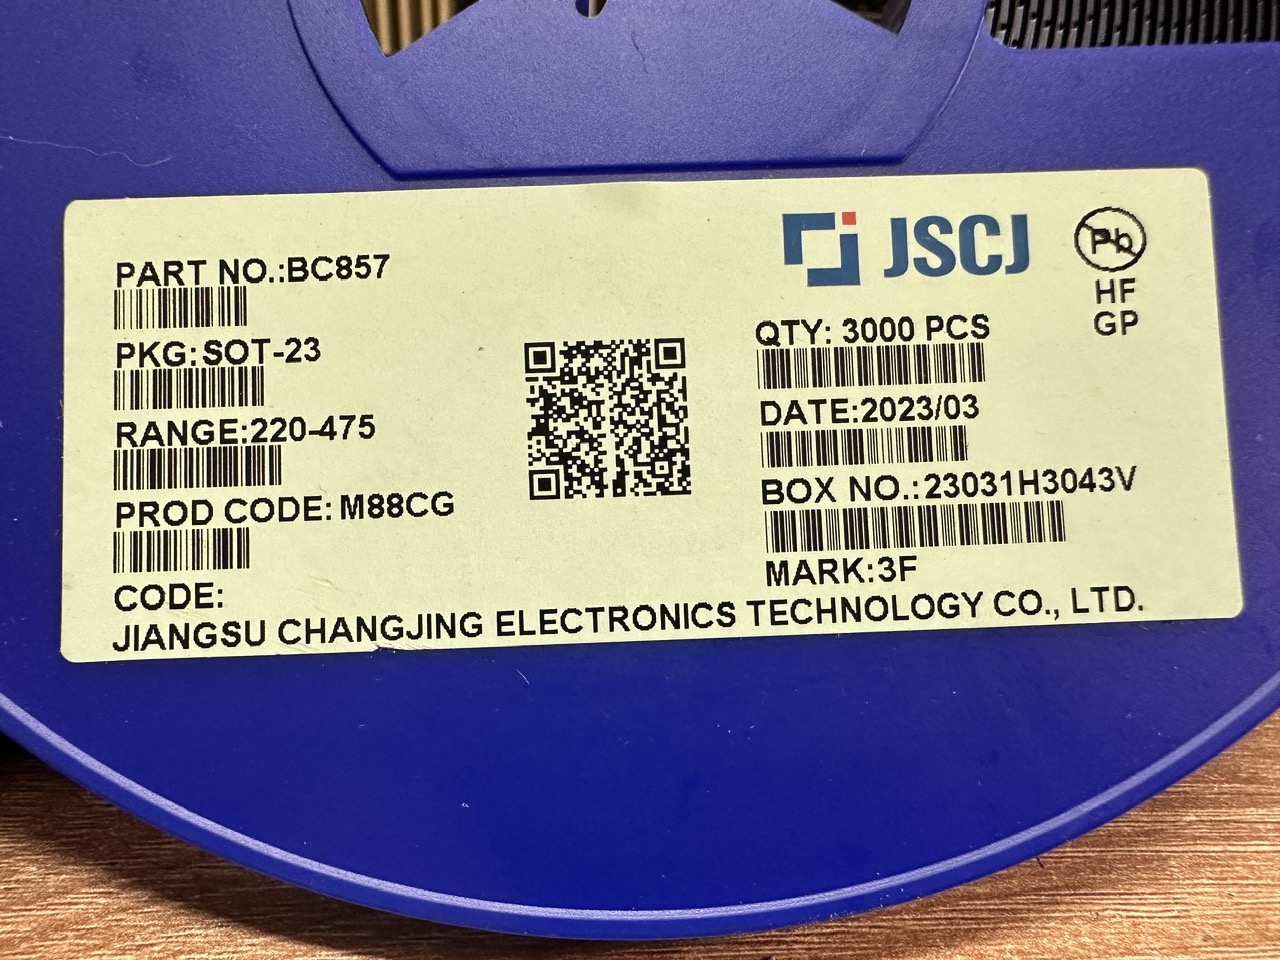 JSCJ
Pb
HF
GP
PART NO.:BC857
PKG:SOT-23
RANGE:220-475
PROD CODE:M88CG
CODE:
QTY: 3000 PCS
DATE:2023/03
BOX NO.:23031H3043V
MARK:3F
JIANGSU CHANGJING ELECTRONICS TECHNOLOGY CO., LTD.